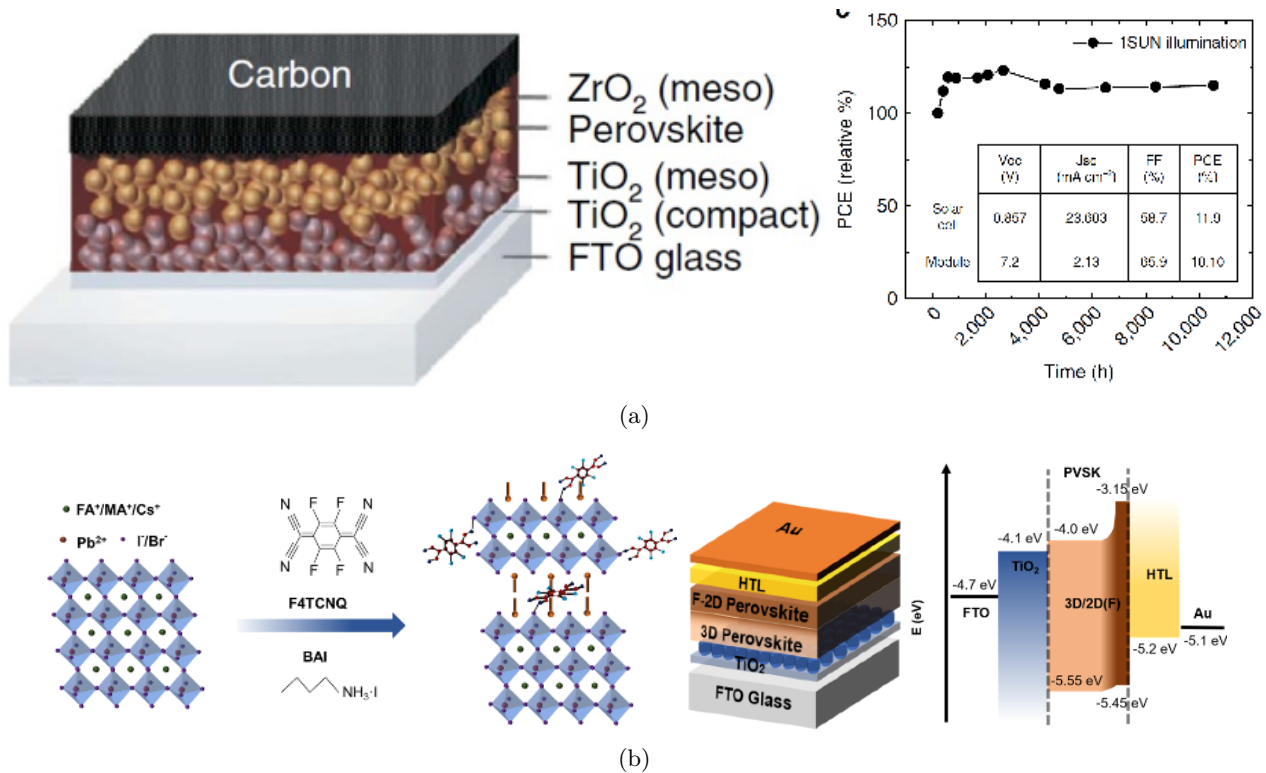 Carbon
ZrO₂ (meso)
Perovskite
TiO₂ (meso)
TiO₂ (compact)
FTO glass
150
100
50
0
PCE (relative %)
1SUN illumination
Voc (V) Jsc (mA cm⁻²) FF (%) PCE (%)
Solar cell 0.857 23.603 58.7 11.9
Module 7.2 2.13 65.9 10.10
0 2,000 4,000 6,000 8,000 10,000 12,000
Time (h)
(a)
FA⁺/MA⁺/Cs⁺
Pb²⁺ I⁻/Br⁻
N N
F F
F F
N N
F4TCNQ
BAI
NH₃·I
Au
HTL
F-2D Perovskite
3D Perovskite
TiO₂
FTO Glass
E (eV)
PVSK
-3.15 eV
-4.0 eV
-4.1 eV
TiO₂
-4.7 eV
FTO
3D/2D(F)
HTL
Au
-5.1 eV
-5.2 eV
-5.55 eV
-5.45 eV
(b)